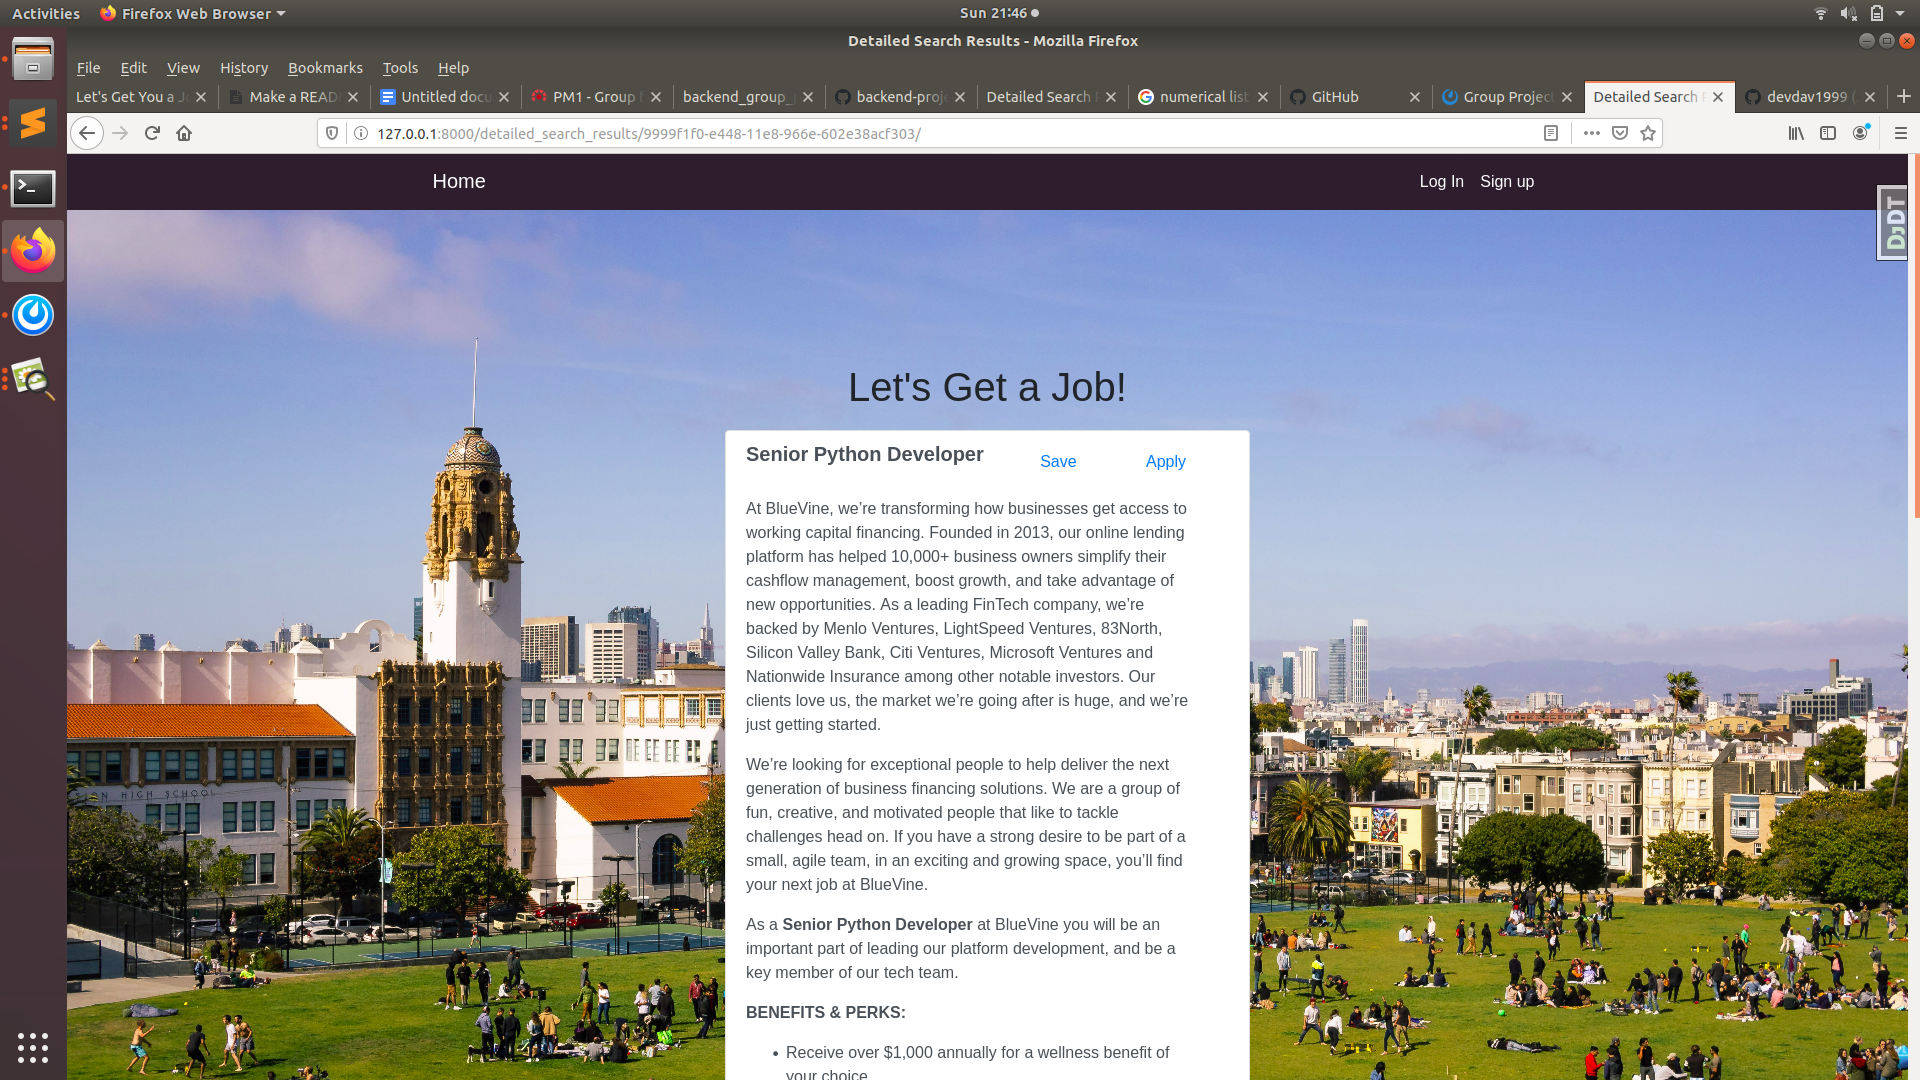 Activities Firefox Web Browser Sun 21:46
Detailed Search Results - Mozilla Firefox
File Edit View History Bookmarks Tools Help
Let's Get You a Jo Make a READ Untitled docu PM1 - Group backend_group_ backend-proje Detailed Search numerical list GitHub Group Project Detailed Search devdav1999 (
127.0.0.1:8000/detailed_search_results/9999f1f0-e448-11e8-966e-602e38acf303/
Home Log In Sign up
DJDT
Let's Get a Job!
Senior Python Developer Save Apply
At BlueVine, we’re transforming how businesses get access to
working capital financing. Founded in 2013, our online lending
platform has helped 10,000+ business owners simplify their
cashflow management, boost growth, and take advantage of
new opportunities. As a leading FinTech company, we’re
backed by Menlo Ventures, LightSpeed Ventures, 83North,
Silicon Valley Bank, Citi Ventures, Microsoft Ventures and
Nationwide Insurance among other notable investors. Our
clients love us, the market we’re going after is huge, and we’re
just getting started.
We’re looking for exceptional people to help deliver the next
generation of business financing solutions. We are a group of
fun, creative, and motivated people that like to tackle
challenges head on. If you have a strong desire to be part of a
small, agile team, in an exciting and growing space, you’ll find
your next job at BlueVine.
As a Senior Python Developer at BlueVine you will be an
important part of leading our platform development, and be a
key member of our tech team.
BENEFITS & PERKS:
• Receive over $1,000 annually for a wellness benefit of
your choice
HIGH SCHOOL